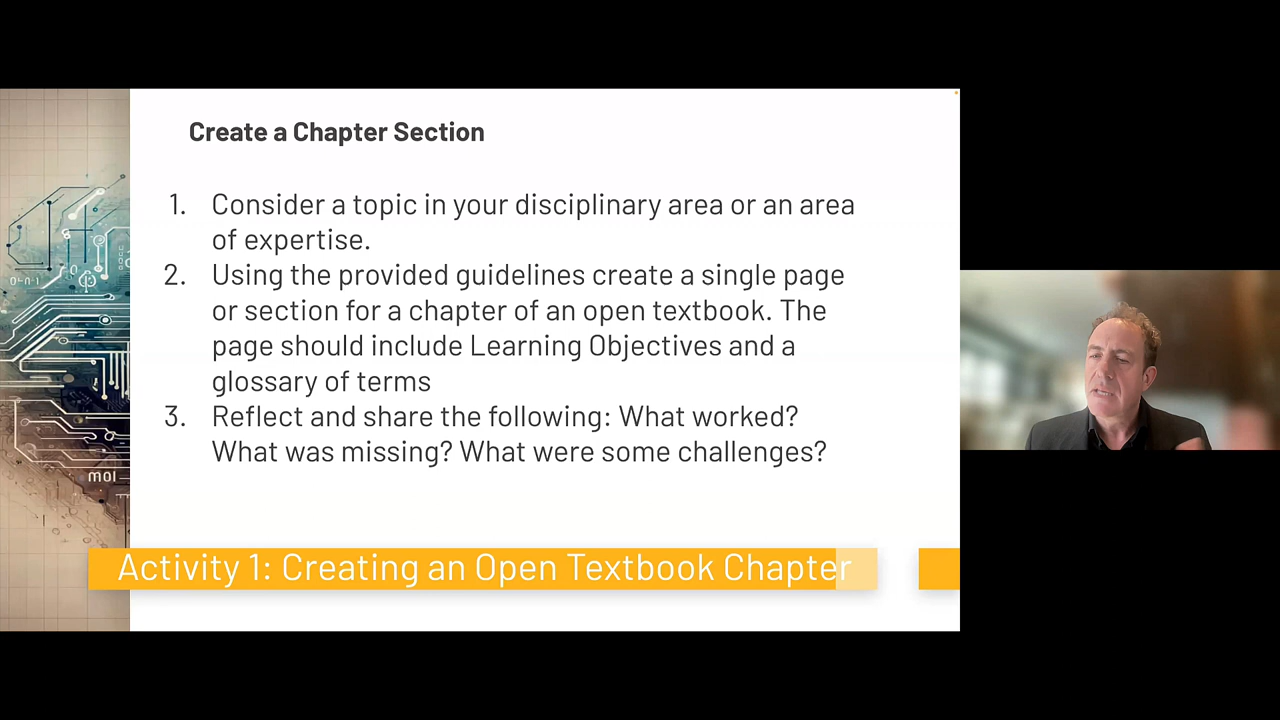 Create a Chapter Section
1. Consider a topic in your disciplinary area or an area
of expertise.
2. Using the provided guidelines create a single page
or section for a chapter of an open textbook. The
page should include Learning Objectives and a
glossary of terms
3. Reflect and share the following: What worked?
What was missing? What were some challenges?
moı
Activity 1: Creating an Open Textbook Chapter